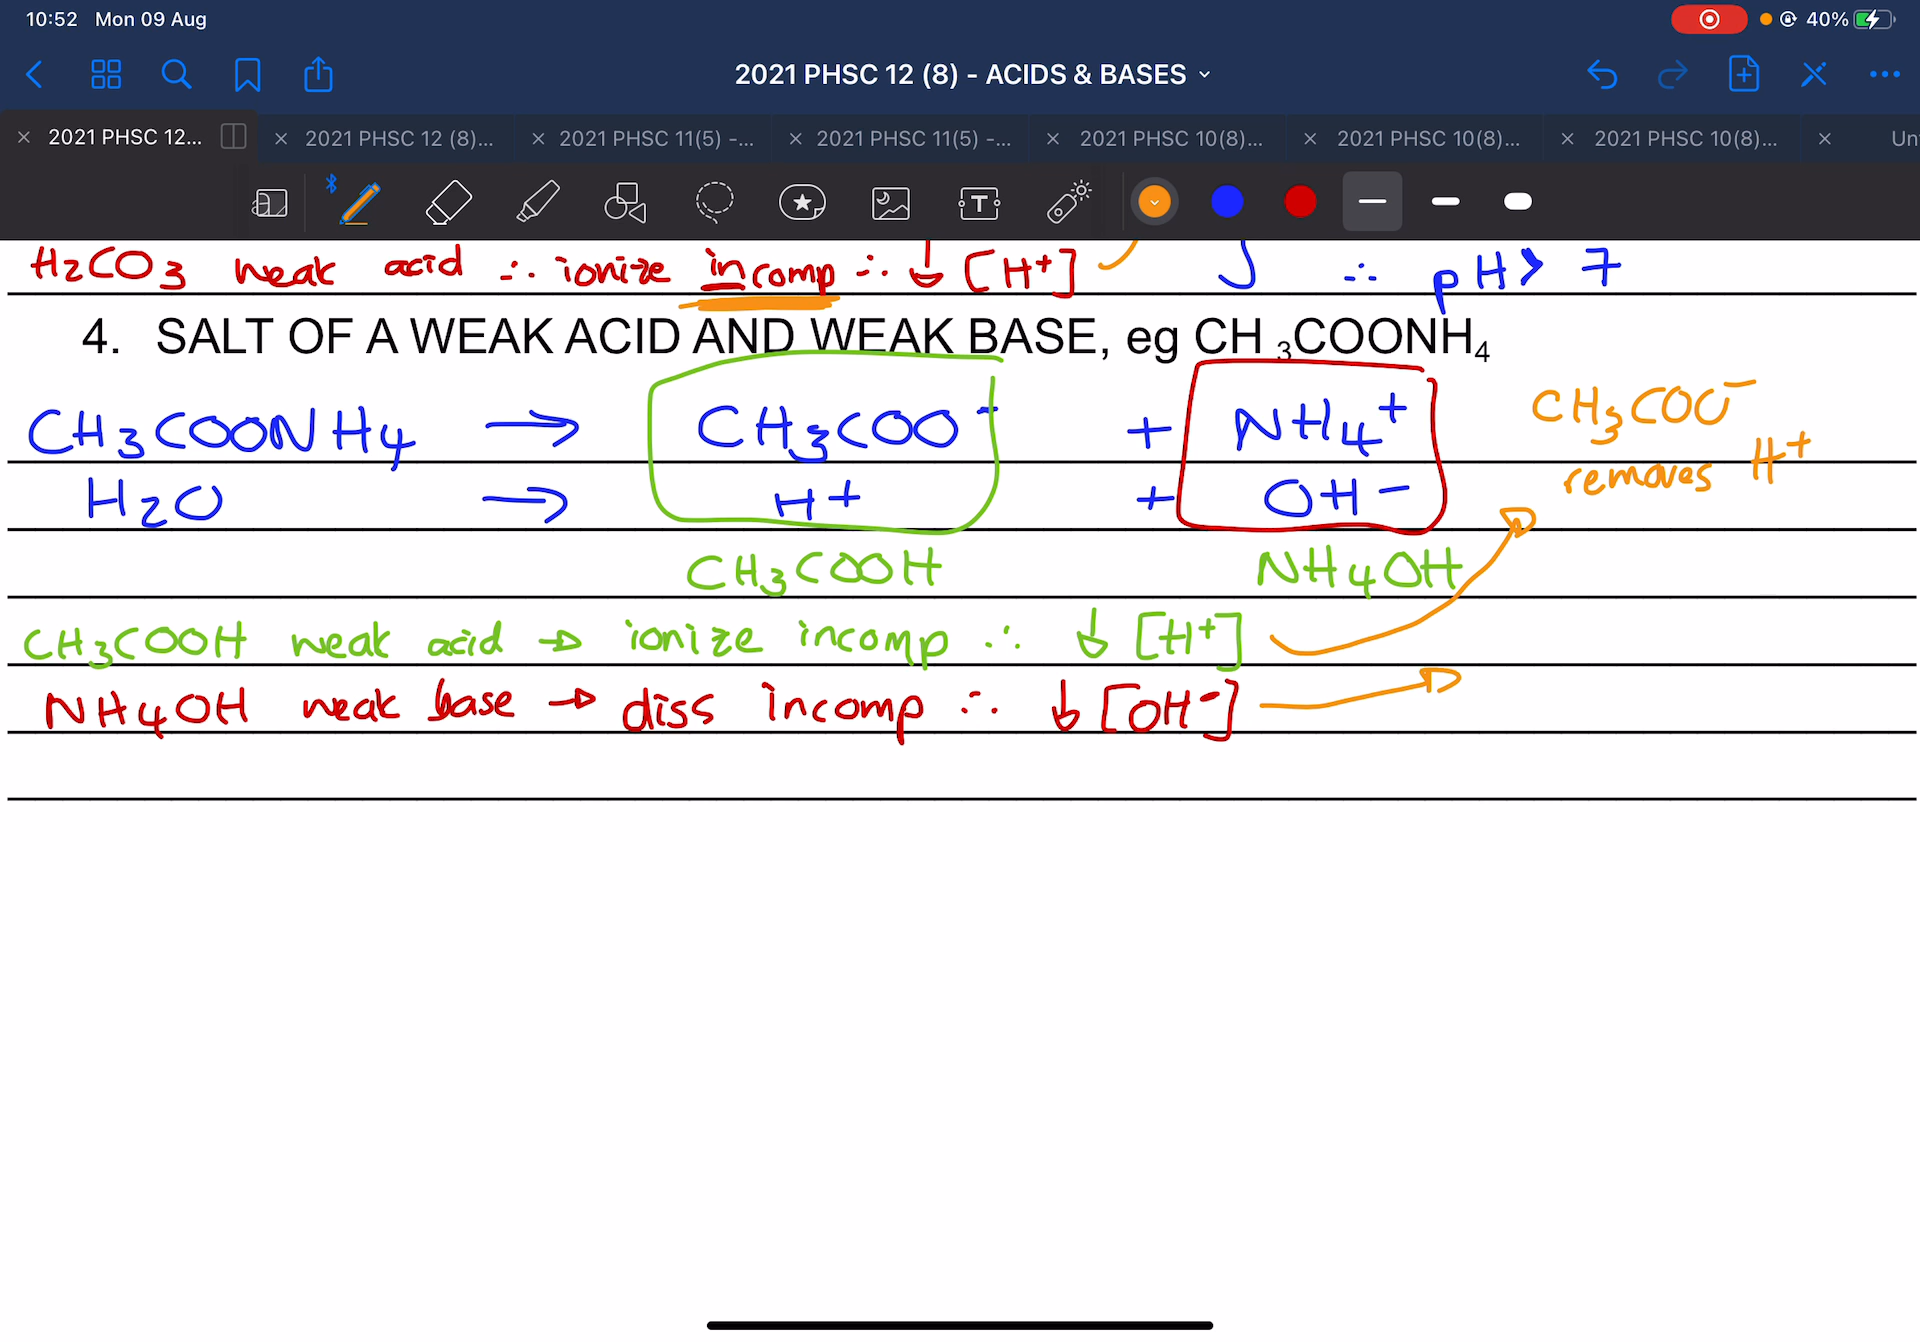 10:52 Mon 09 Aug 40%
2021 PHSC 12 (8) - ACIDS & BASES
2021 PHSC 12... 2021 PHSC 12 (8)... 2021 PHSC 11(5) -... 2021 PHSC 11(5) -... 2021 PHSC 10(8)... 2021 PHSC 10(8)... 2021 PHSC 10(8)...
H₂CO₃ weak acid ∴ ionize incomp ∴ ↓ [H⁺] ∴ pH > 7
4. SALT OF A WEAK ACID AND WEAK BASE, eg CH ₃COONH₄
CH₃COONH₄ → CH₃COO⁻ + NH₄⁺
H₂O → H⁺ + OH⁻
CH₃COO⁻
removes H⁺
CH₃COOH NH₄OH
CH₃COOH weak acid → ionize incomp ∴ ↓ [H⁺]
NH₄OH weak base → diss incomp ∴ ↓ [OH⁻]